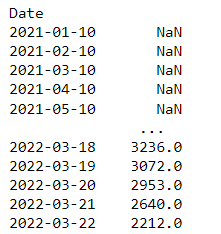 Date
2021-01-10 NaN
2021-02-10 NaN
2021-03-10 NaN
2021-04-10 NaN
2021-05-10 NaN
...
2022-03-18 3236.0
2022-03-19 3072.0
2022-03-20 2953.0
2022-03-21 2640.0
2022-03-22 2212.0